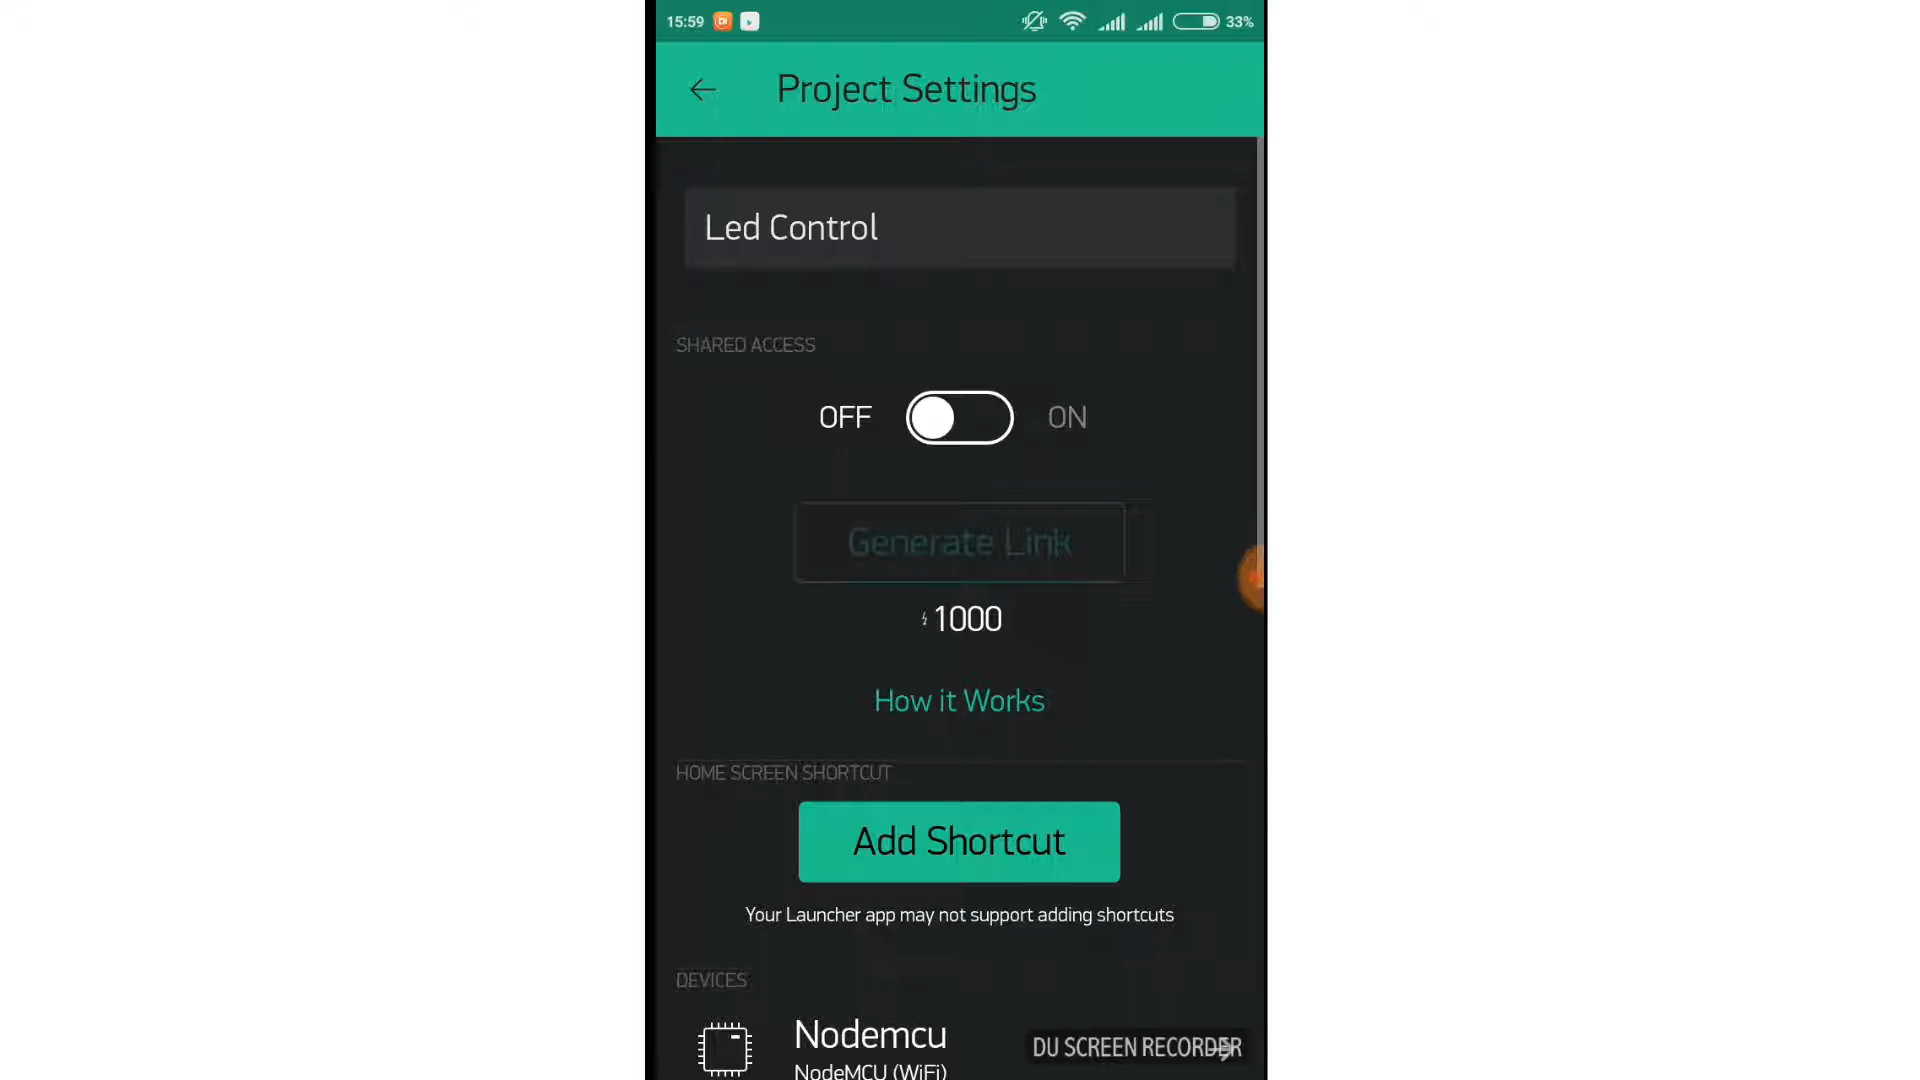 15:59 33%
Project Settings
Led Control
SHARED ACCESS
OFF ON
Generate Link
1000
How it Works
HOME SCREEN SHORTCUT
Add Shortcut
Your Launcher app may not support adding shortcuts
DEVICES
Nodemcu
DU SCREEN RECORDER
NodeMCU (WiFi)